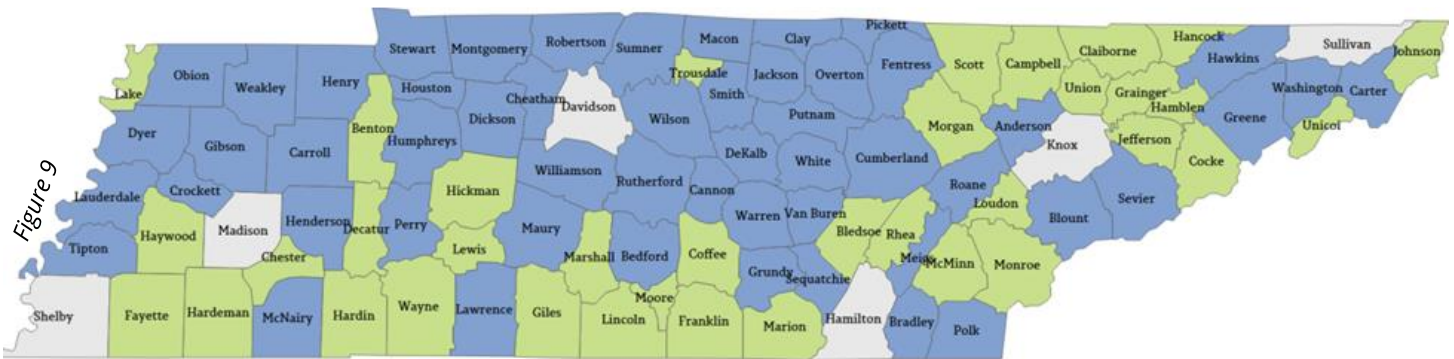 Figure 9
Pickett
Stewart
Montgomery
Robertson
Sumner
Macon
Clay
Hancock
Sullivan
Johnson
Obion
Weakley
Henry
Houston
Trousdale
Jackson
Overton
Fentress
Scott
Campbell
Claiborne
Hawkins
Lake
Cheatham
Davidson
Smith
Union
Grainger
Hamblen
Washington
Carter
Dyer
Gibson
Carroll
Benton
Humphreys
Dickson
Wilson
Putnam
Morgan
Anderson
Knox
Jefferson
Greene
Unicoi
Lauderdale
Crockett
Hickman
Williamson
Rutherford
Cannon
DeKalb
White
Cumberland
Roane
Loudon
Sevier
Cocke
Tipton
Haywood
Madison
Henderson
Decatur
Perry
Lewis
Maury
Marshall
Bedford
Coffee
Warren
Van Buren
Bledsoe
Rhea
Meigs
McMinn
Monroe
Blount
Chester
Grundy
Sequatchie
Shelby
Fayette
Hardeman
McNairy
Hardin
Wayne
Lawrence
Giles
Lincoln
Moore
Franklin
Marion
Hamilton
Bradley
Polk